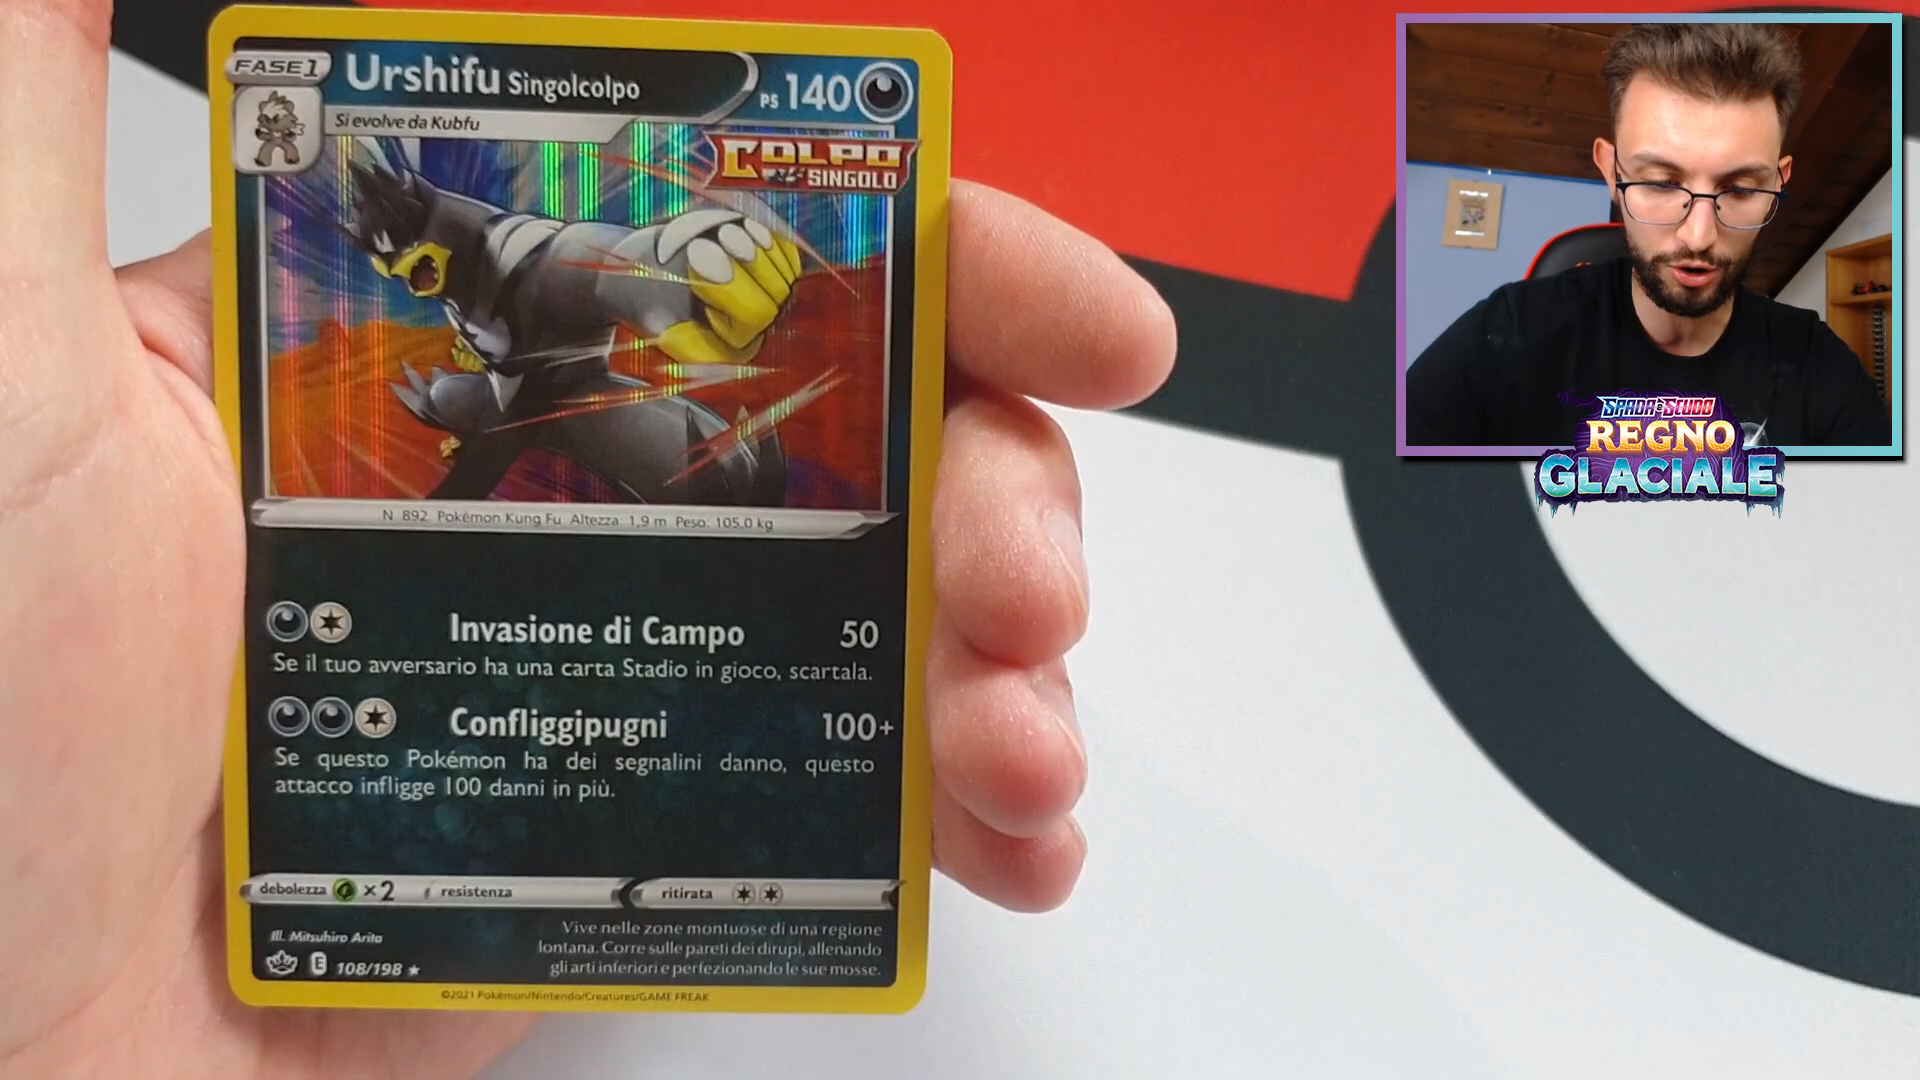 FASE 1
Urshifu Singolcolpo
PS 140
Si evolve da Kubfu
COLPO
SINGOLO
N. 892 Pokémon Kung Fu Altezza: 1,9 m Peso: 105,0 kg
Invasione di Campo 50
Se il tuo avversario ha una carta Stadio in gioco, scartala.
Confliggipugni 100+
Se questo Pokémon ha dei segnalini danno, questo
attacco infligge 100 danni in più.
debolezza ×2 resistenza ritirata
Ill. Mitsuhiro Arita
E 108/198 ★
Vive nelle zone montuose di una regione
lontana. Corre sulle pareti dei dirupi, allenando
gli arti inferiori e perfezionando le sue mosse.
©2021 Pokémon/Nintendo/Creatures/GAME FREAK
SPADA E SCUDO
REGNO
GLACIALE